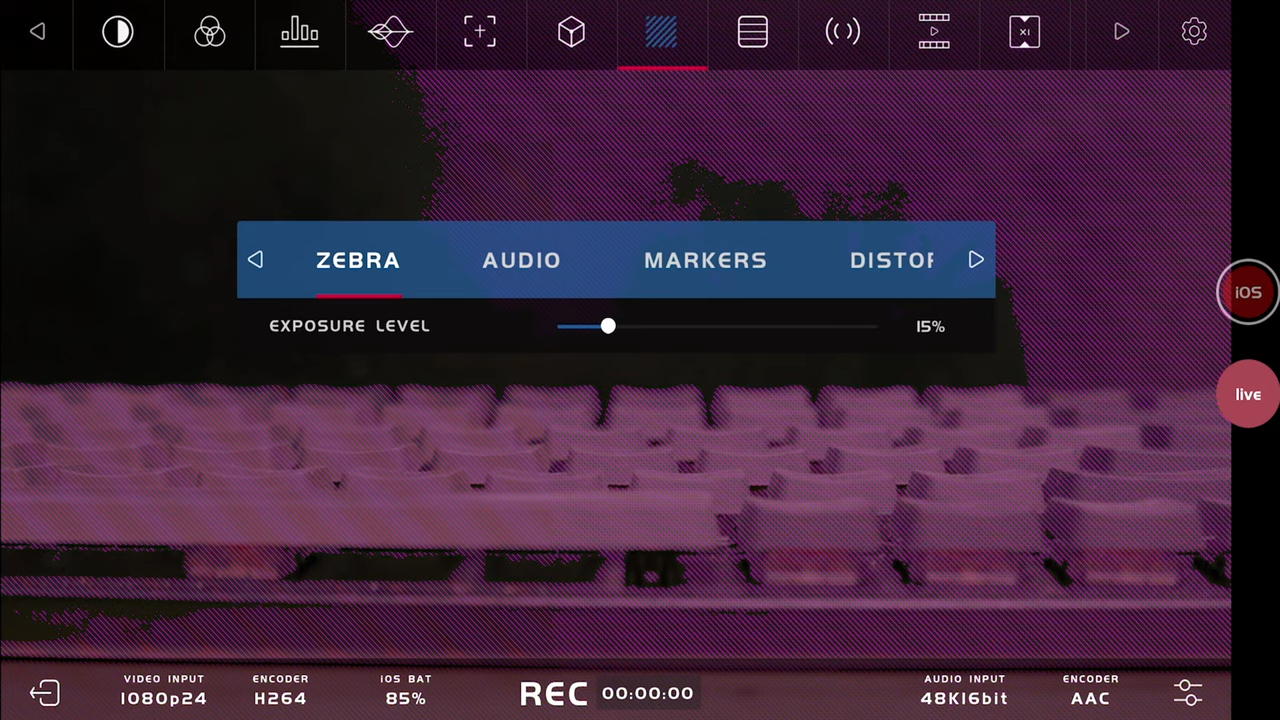 XI
ZEBRA AUDIO MARKERS DISTOR
EXPOSURE LEVEL 15%
iOS
live
VIDEO INPUT ENCODER iOS BAT AUDIO INPUT ENCODER
1080p24 H264 85% REC 00:00:00 48K16bit AAC